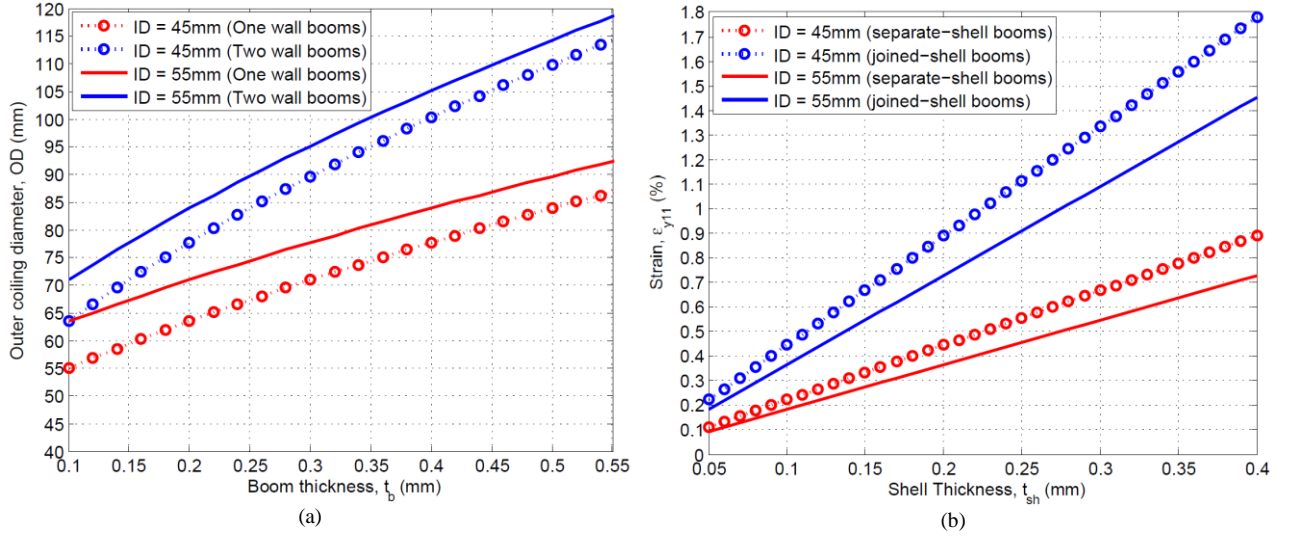 120
115
110
105
100
95
90
85
80
75
70
65
60
55
50
45
40
Outer coiling diameter, OD (mm)
ID = 45mm (One wall booms)
ID = 45mm (Two wall booms)
ID = 55mm (One wall booms)
ID = 55mm (Two wall booms)
0.1 0.15 0.2 0.25 0.3 0.35 0.4 0.45 0.5 0.55
Boom thickness, t_b (mm)
(a)
1.8
1.7
1.6
1.5
1.4
1.3
1.2
1.1
1
0.9
0.8
0.7
0.6
0.5
0.4
0.3
0.2
0.1
0
Strain, ε_y11 (%)
ID = 45mm (separate-shell booms)
ID = 45mm (joined-shell booms)
ID = 55mm (separate-shell booms)
ID = 55mm (joined-shell booms)
0.05 0.1 0.15 0.2 0.25 0.3 0.35 0.4
Shell Thickness, t_sh (mm)
(b)